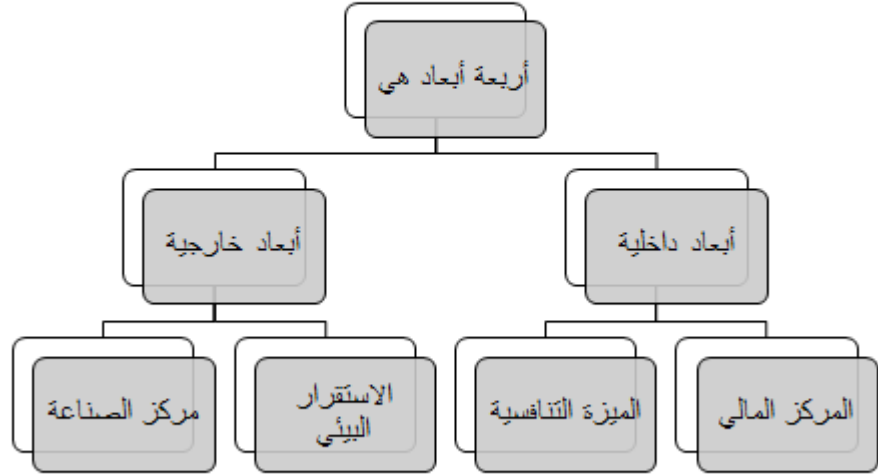 أربعة أبعاد هي
أبعاد داخلية
أبعاد خارجية
المركز المالي
الميزة التنافسية
الاستقرار
البيئي
مركز الصناعة